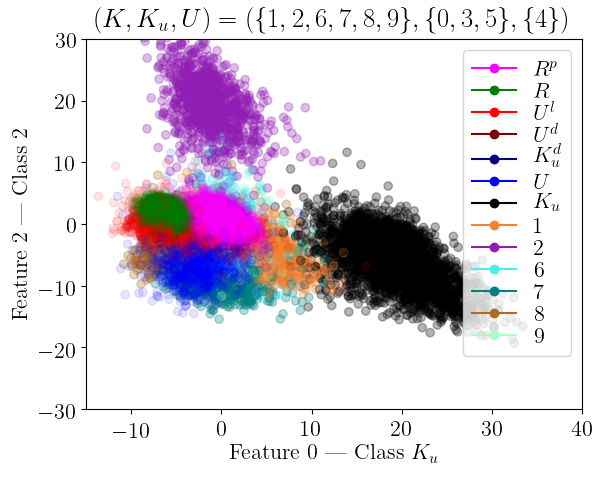 (K, K_u, U) = ({1, 2, 6, 7, 8, 9}, {0, 3, 5}, {4})
30
20
10
0
−10
−20
−30
Feature 2 — Class 2
−10 0 10 20 30 40
Feature 0 — Class K_u
R^p
R
U^l
U^d
K_u^d
U
K_u
1
2
6
7
8
9